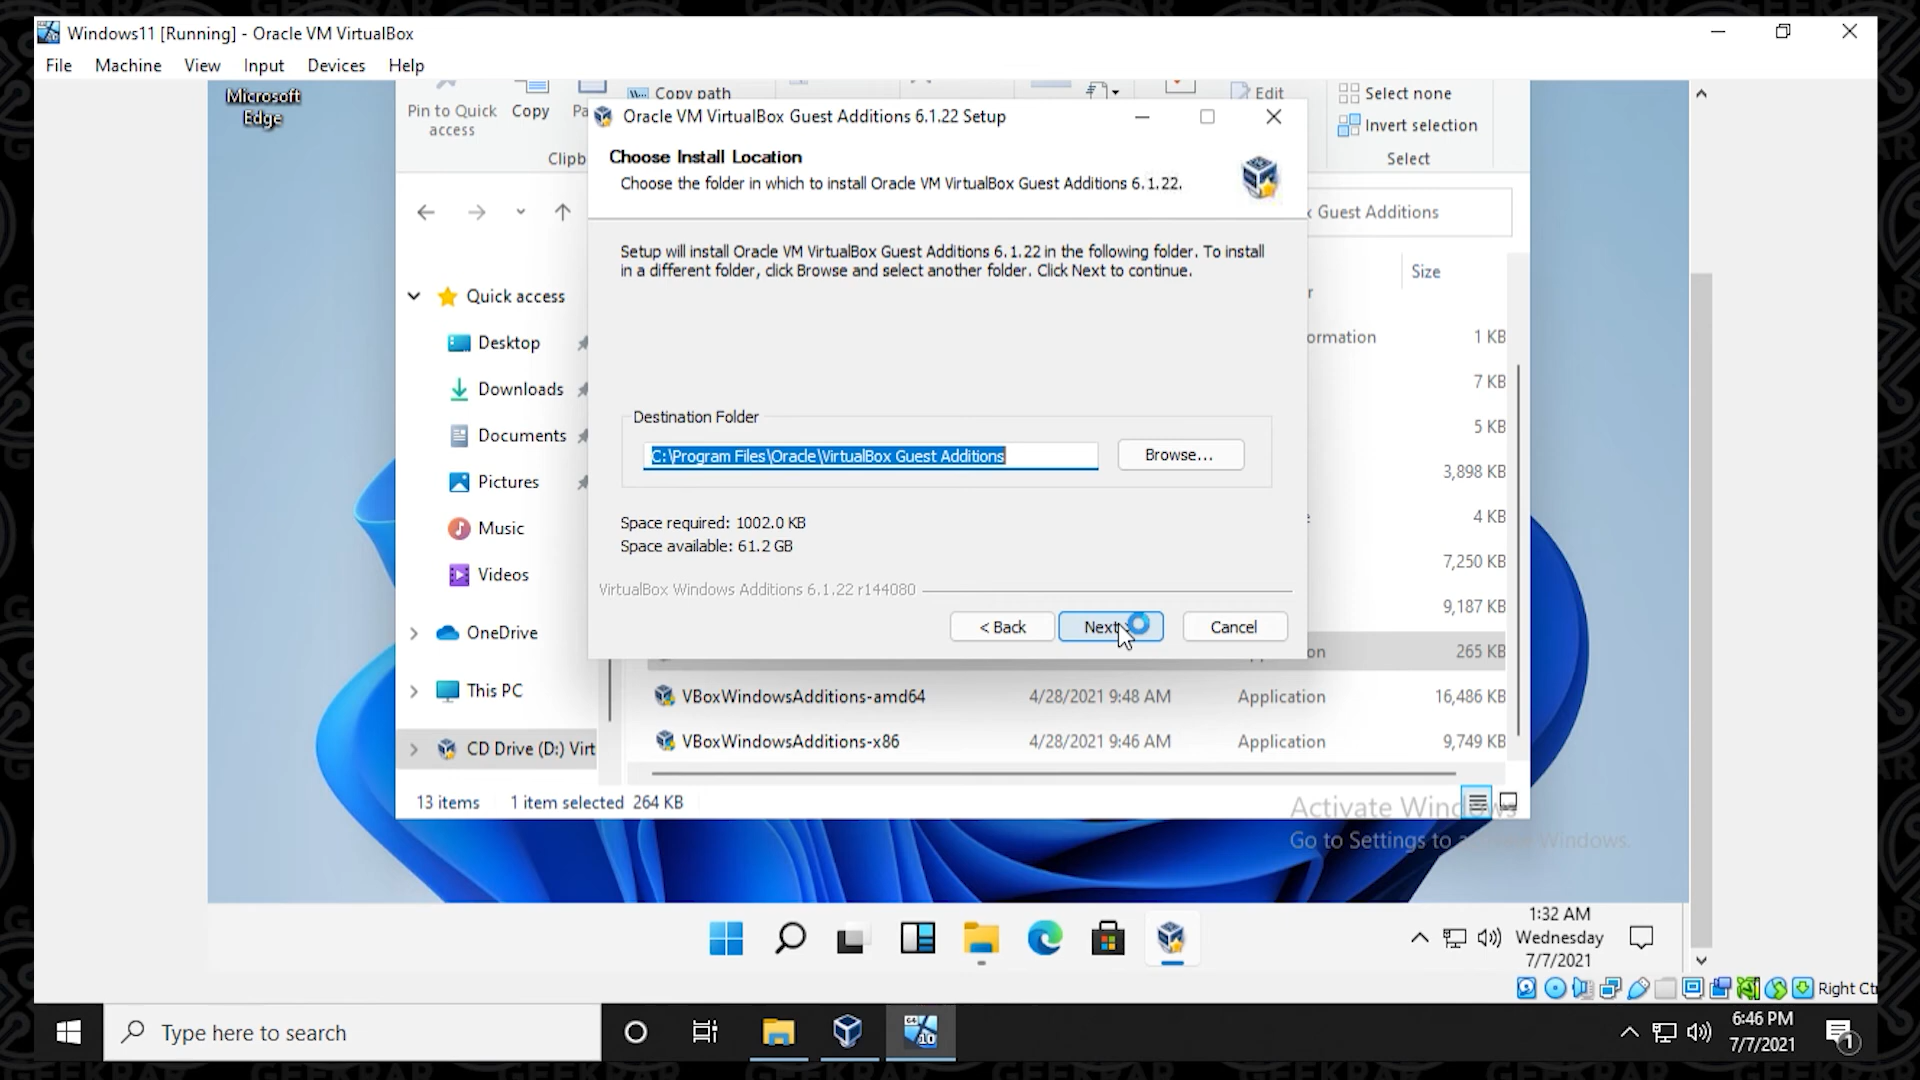 Windows11 [Running] - Oracle VM VirtualBox
File Machine View Input Devices Help
Microsoft
Edge
Pin to Quick
access
Copy
Copy path
Edit
Select none
Invert selection
Select
Oracle VM VirtualBox Guest Additions 6.1.22 Setup
Choose Install Location
Choose the folder in which to install Oracle VM VirtualBox Guest Additions 6.1.22.
Guest Additions
Setup will install Oracle VM VirtualBox Guest Additions 6.1.22 in the following folder. To install
in a different folder, click Browse and select another folder. Click Next to continue.
Size
Quick access
Desktop
Downloads
Documents
Pictures
Music
Videos
OneDrive
This PC
CD Drive (D:) Virt
1 KB
7 KB
5 KB
3,898 KB
4 KB
7,250 KB
9,187 KB
265 KB
Destination Folder
C:\Program Files\Oracle\VirtualBox Guest Additions
Browse...
Space required: 1002.0 KB
Space available: 61.2 GB
VirtualBox Windows Additions 6.1.22 r144080
< Back Next Cancel
VBoxWindowsAdditions-amd64 4/28/2021 9:48 AM Application 16,486 KB
VBoxWindowsAdditions-x86 4/28/2021 9:46 AM Application 9,749 KB
13 items 1 item selected 264 KB
Activate Windows
Go to Settings to activate Windows.
1:32 AM
Wednesday
7/7/2021
Right Ct
Type here to search
6:46 PM
7/7/2021